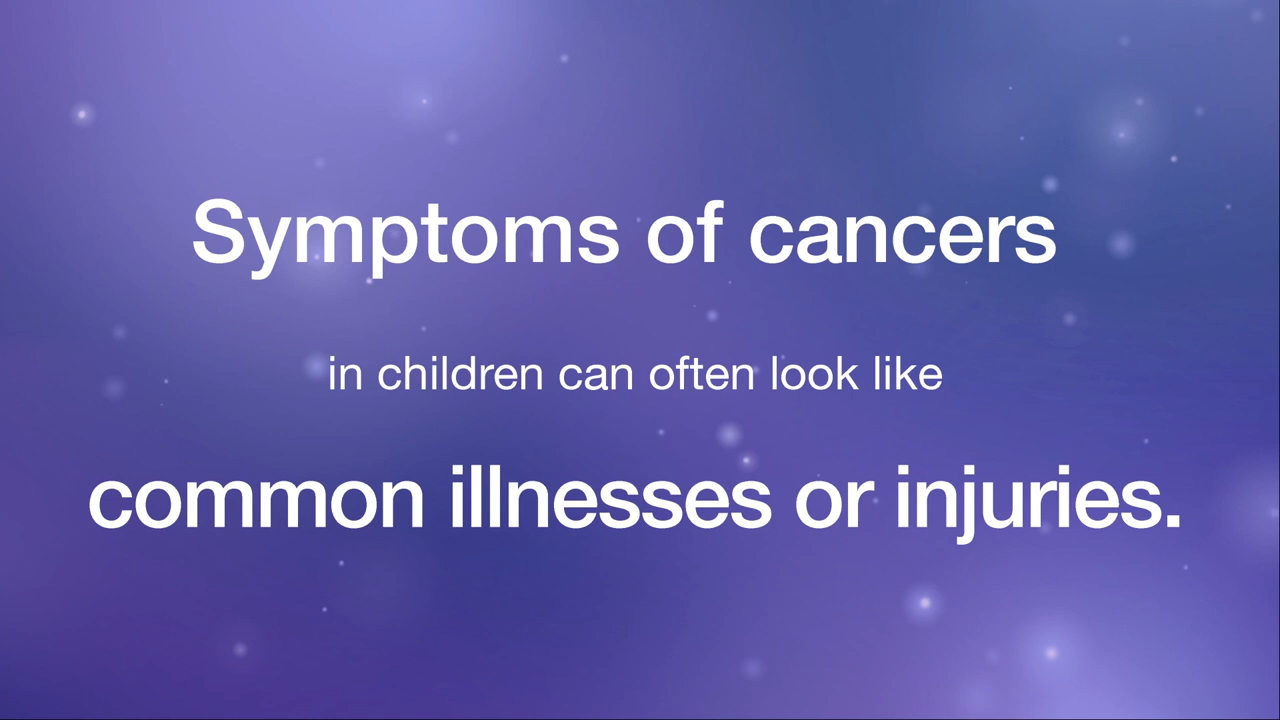 Symptoms of cancers
in children can often look like
common illnesses or injuries.